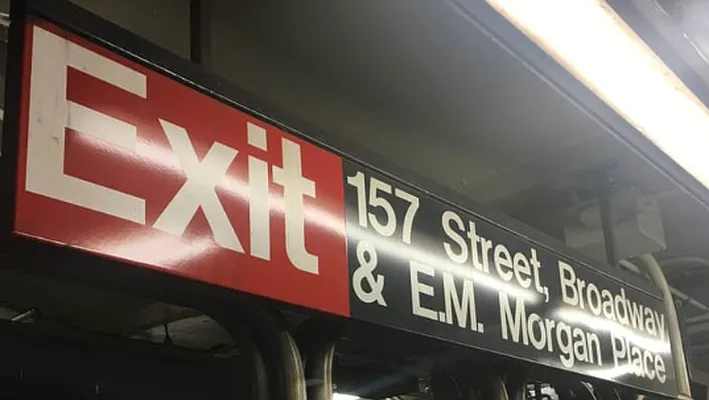 Exit
157 Street, Broadway
& E.M. Morgan Place